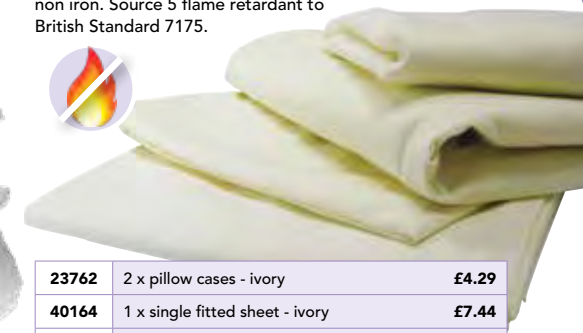 non iron. Source 5 flame retardant to
British Standard 7175.
23762 2 x pillow cases - ivory £4.29
40164 1 x single fitted sheet - ivory £7.44